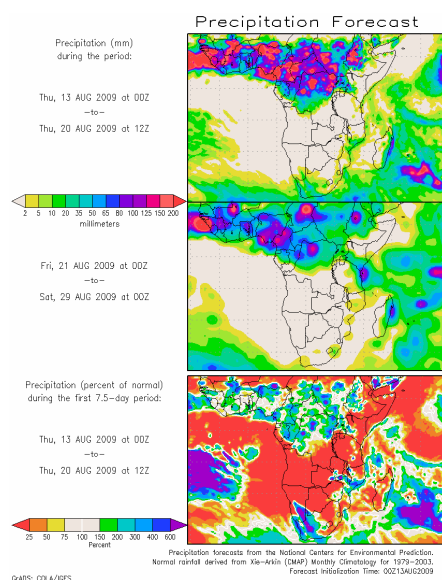 Precipitation Forecast
Precipitation (mm)
during the period:
Thu, 13 AUG 2009 at 00Z
-to-
Thu, 20 AUG 2009 at 12Z
2 5 10 20 35 50 65 80 100 125 150 200
millimeters
Fri, 21 AUG 2009 at 00Z
-to-
Sat, 29 AUG 2009 at 00Z
Precipitation (percent of normal)
during the first 7.5-day period:
Thu, 13 AUG 2009 at 00Z
-to-
Thu, 20 AUG 2009 at 12Z
25 50 75 100 150 200 300 400 600
Percent
Precipitation forecasts from the National Centers for Environmental Prediction.
Normal rainfall derived from Xie-Arkin (CMAP) Monthly Climatology for 1979-2003.
Forecast Initialization Time: 00Z13AUG2009
GrADS: COLA/IGES